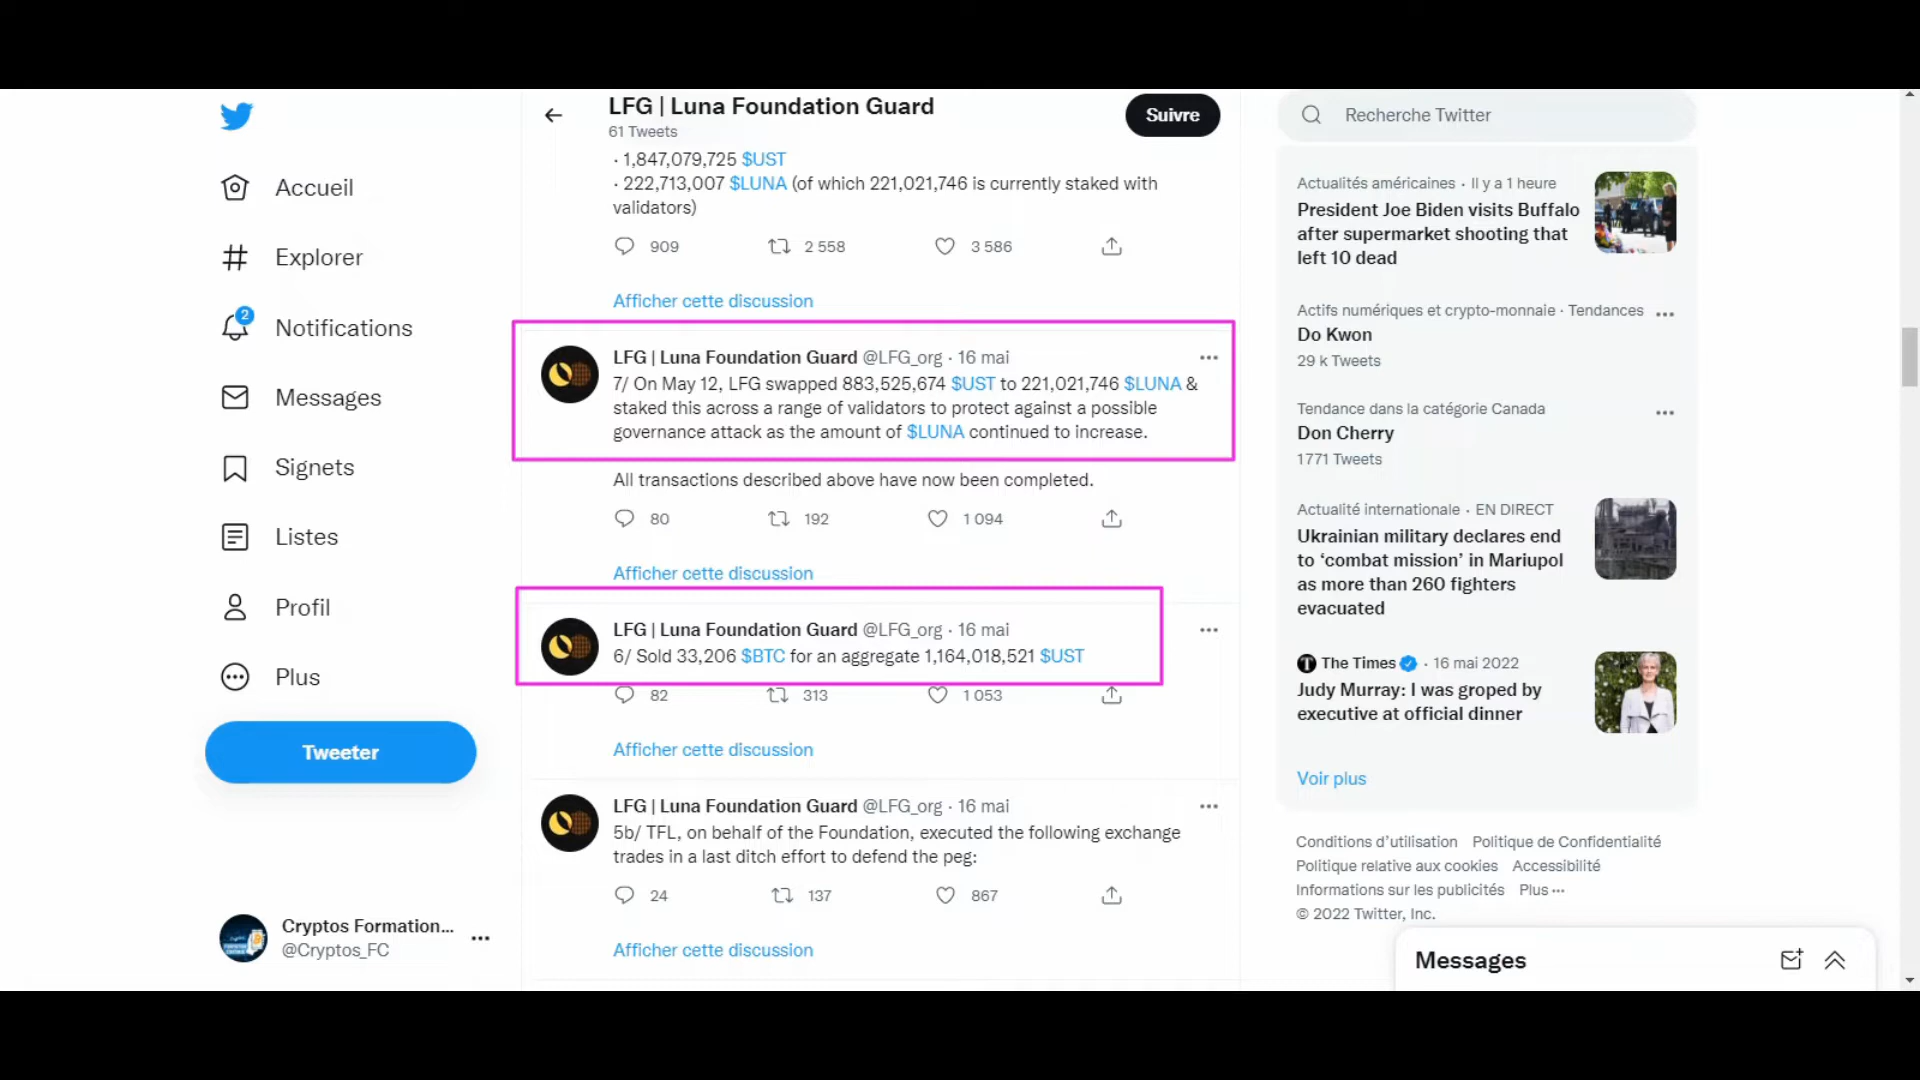 LFG | Luna Foundation Guard
61 Tweets
Suivre
Recherche Twitter
Accueil
Explorer
2
Notifications
Messages
Signets
Listes
Profil
Plus
Tweeter
Cryptos Formation...
@Cryptos_FC
· 1,847,079,725 $UST
· 222,713,007 $LUNA (of which 221,021,746 is currently staked with
validators)
909 2 558 3 586
Afficher cette discussion
LFG | Luna Foundation Guard @LFG_org · 16 mai
7/ On May 12, LFG swapped 883,525,674 $UST to 221,021,746 $LUNA &
staked this across a range of validators to protect against a possible
governance attack as the amount of $LUNA continued to increase.
All transactions described above have now been completed.
80 192 1 094
Afficher cette discussion
LFG | Luna Foundation Guard @LFG_org · 16 mai
6/ Sold 33,206 $BTC for an aggregate 1,164,018,521 $UST
82 313 1 053
Afficher cette discussion
LFG | Luna Foundation Guard @LFG_org · 16 mai
5b/ TFL, on behalf of the Foundation, executed the following exchange
trades in a last ditch effort to defend the peg:
24 137 867
Afficher cette discussion
Actualités américaines · Il y a 1 heure
President Joe Biden visits Buffalo
after supermarket shooting that
left 10 dead
Actifs numériques et crypto-monnaie · Tendances
Do Kwon
29 k Tweets
Tendance dans la catégorie Canada
Don Cherry
1771 Tweets
Actualité internationale · EN DIRECT
Ukrainian military declares end
to ‘combat mission’ in Mariupol
as more than 260 fighters
evacuated
The Times · 16 mai 2022
Judy Murray: I was groped by
executive at official dinner
Voir plus
Conditions d’utilisation Politique de Confidentialité
Politique relative aux cookies Accessibilité
Informations sur les publicités Plus ···
© 2022 Twitter, Inc.
Messages